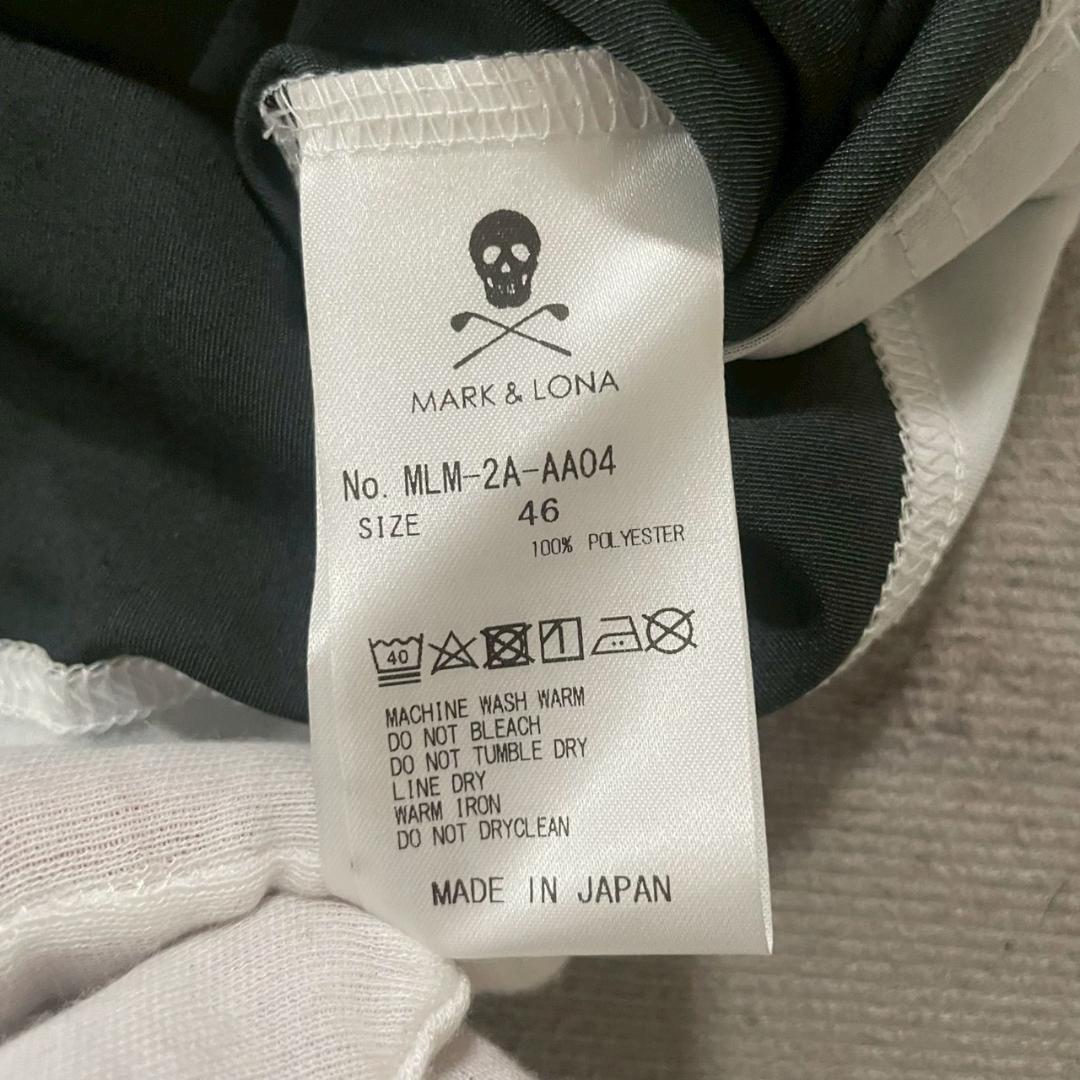 MARK & LONA
No. MLM-2A-AA04
SIZE 46
100% POLYESTER
40
MACHINE WASH WARM
DO NOT BLEACH
DO NOT TUMBLE DRY
LINE DRY
WARM IRON
DO NOT DRYCLEAN
MADE IN JAPAN